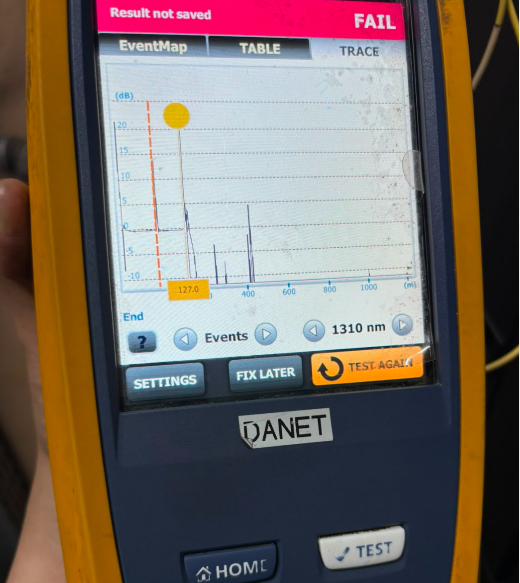 Result not saved
FAIL
EventMap
TABLE
TRACE
(dB)
20
15
10
5
0
-5
-10
127.0
400
600
800
1000
(m)
End
?
Events
1310 nm
SETTINGS
FIX LATER
TEST AGAIN
DANET
HOME
TEST